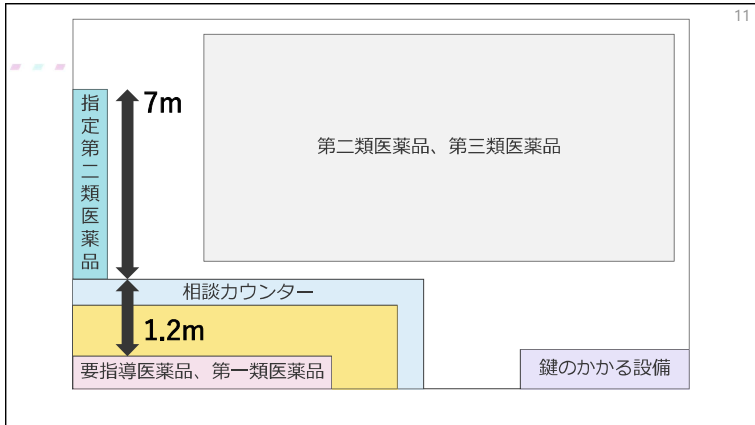 11
7m
指定第二類医薬品
第二類医薬品、第三類医薬品
相談カウンター
1.2m
要指導医薬品、第一類医薬品
鍵のかかる設備